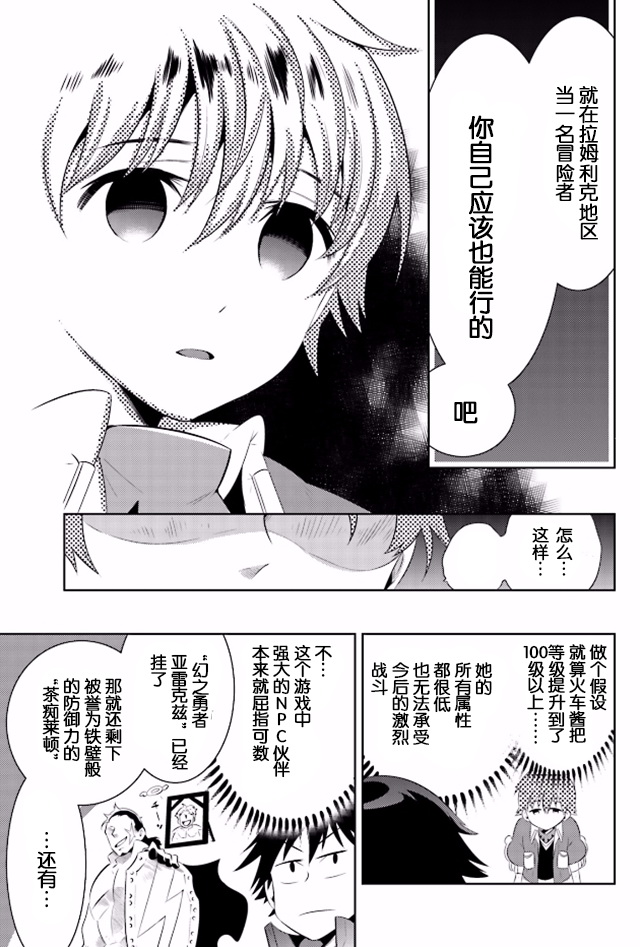 就在拉姆利克地区
当一名冒险者
你自己应该也能行的
吧
怎么…
这样…
做个假设
就算火车酱把
等级提升到了
100级以上……
她的
所有属性
都很低
也无法承受
今后的激烈
战斗
不…
这个游戏中
强大的NPC伙伴
本来就屈指可数
“幻之勇者
亚雷克兹”已经
挂了
那就还剩下
被誉为铁壁般
的防御力的
“茶痴莱顿”
…还有…